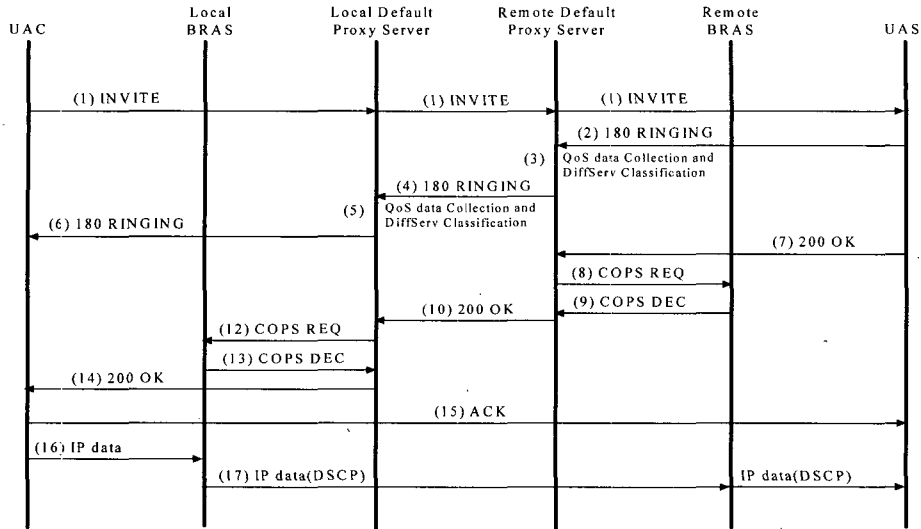 UAC
Local
BRAS
Local Default
Proxy Server
Remote Default
Proxy Server
Remote
BRAS
UAS
(1) INVITE
(1) INVITE
(1) INVITE
(2) 180 RINGING
(3)
QoS data Collection and
DiffServ Classification
(4) 180 RINGING
(5)
QoS data Collection and
DiffServ Classification
(6) 180 RINGING
(7) 200 OK
(8) COPS REQ
(9) COPS DEC
(10) 200 OK
(12) COPS REQ
(13) COPS DEC
(14) 200 OK
(15) ACK
(16) IP data
(17) IP data(DSCP)
IP data(DSCP)